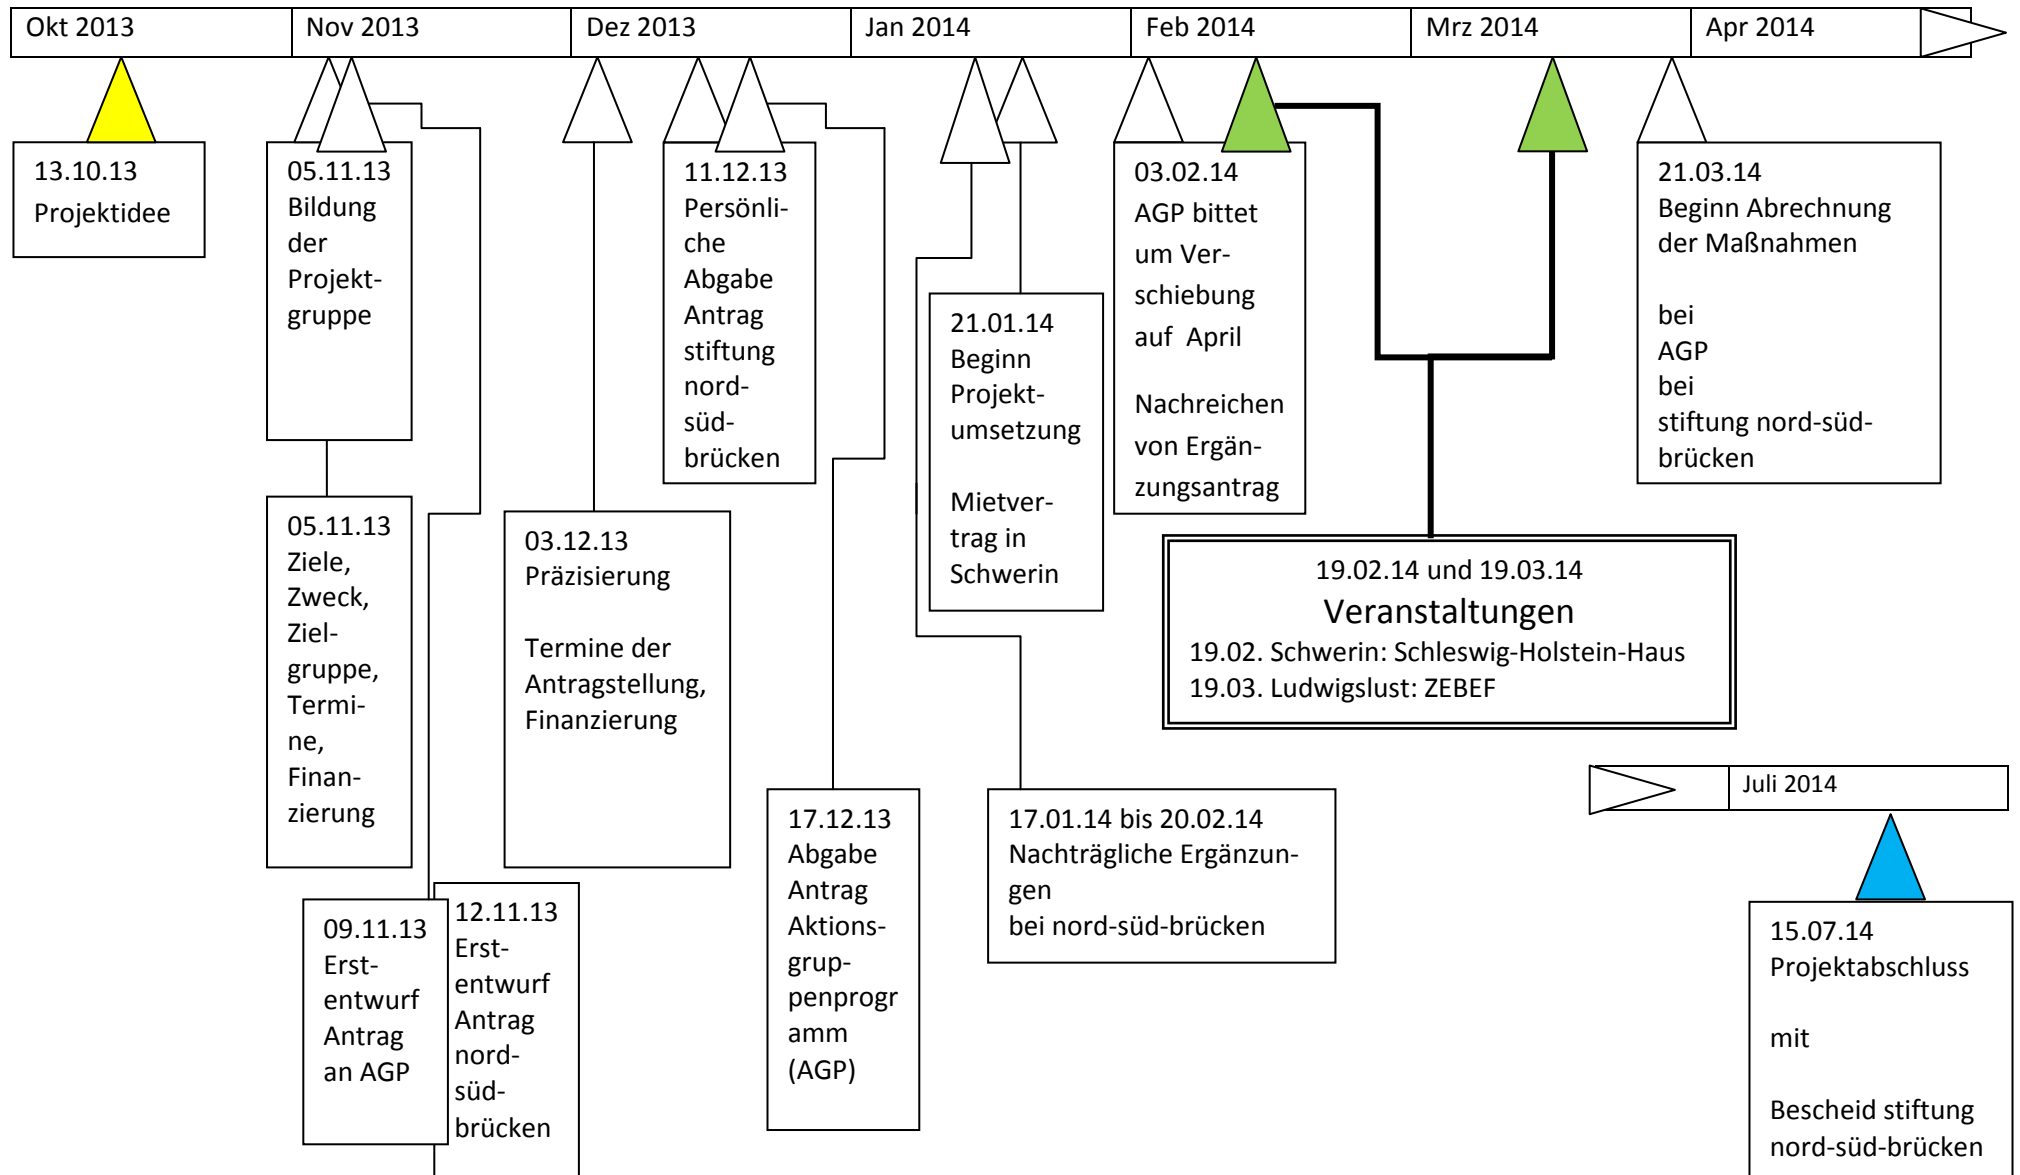 Okt 2013
Nov 2013
Dez 2013
Jan 2014
Feb 2014
Mrz 2014
Apr 2014
13.10.13
Projektidee
05.11.13
Bildung
der
Projekt-
gruppe
05.11.13
Ziele,
Zweck,
Ziel-
gruppe,
Termi-
ne,
Finan-
zierung
09.11.13
Erst-
entwurf
Antrag
an AGP
12.11.13
Erst-
entwurf
Antrag
nord-
süd-
brücken
03.12.13
Präzisierung
Termine der
Antragstellung,
Finanzierung
11.12.13
Persönli-
che
Abgabe
Antrag
stiftung
nord-
süd-
brücken
17.12.13
Abgabe
Antrag
Aktions-
grup-
penprogr
amm
(AGP)
21.01.14
Beginn
Projekt-
umsetzung
Mietver-
trag in
Schwerin
17.01.14 bis 20.02.14
Nachträgliche Ergänzun-
gen
bei nord-süd-brücken
03.02.14
AGP bittet
um Ver-
schiebung
auf April
Nachreichen
von Ergän-
zungsantrag
19.02.14 und 19.03.14
Veranstaltungen
19.02. Schwerin: Schleswig-Holstein-Haus
19.03. Ludwigslust: ZEBEF
21.03.14
Beginn Abrechnung
der Maßnahmen
bei
AGP
bei
stiftung nord-süd-
brücken
Juli 2014
15.07.14
Projektabschluss
mit
Bescheid stiftung
nord-süd-brücken